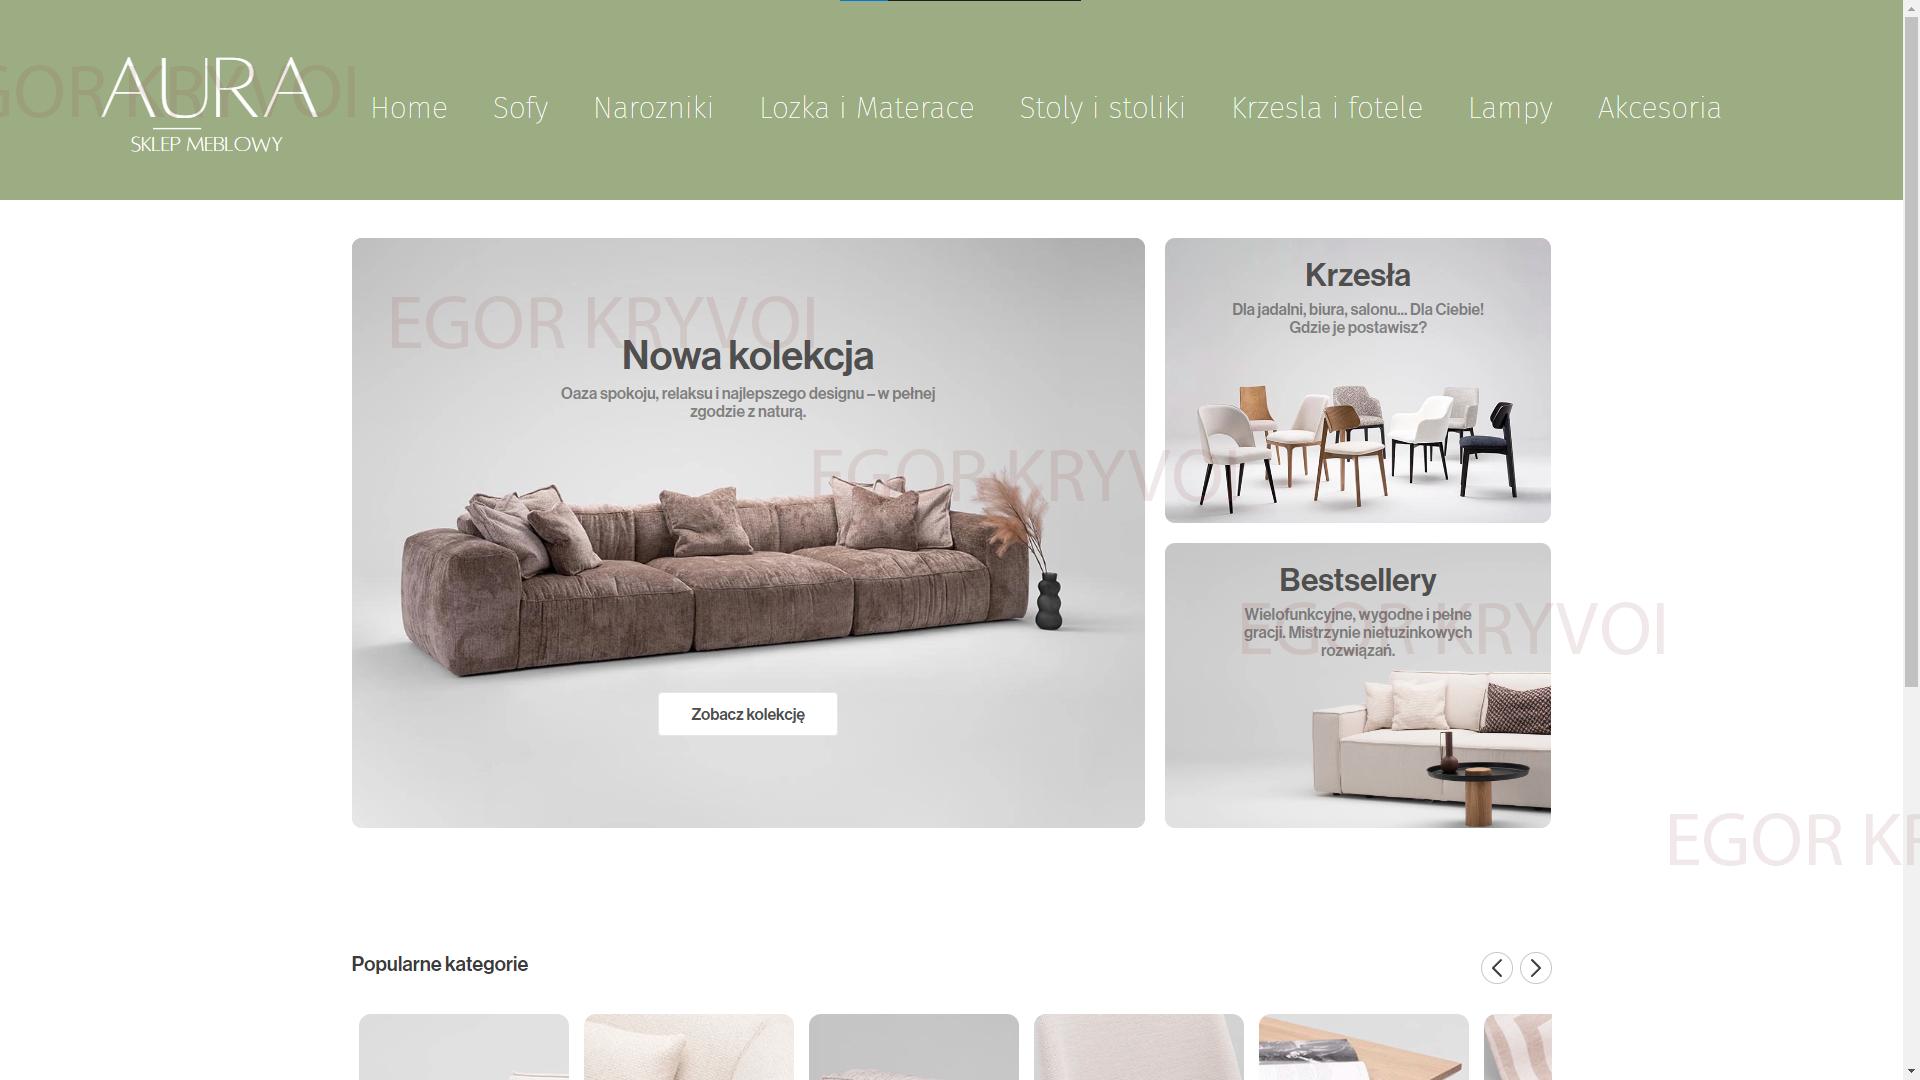 EGOR KRYVOI
AURA
SKLEP MEBLOWY
Home Sofy Narozniki Lozka i Materace Stoly i stoliki Krzesla i fotele Lampy Akcesoria
EGOR KRYVOI
Nowa kolekcja
Oaza spokoju, relaksu i najlepszego designu – w pełnej
zgodzie z naturą.
Zobacz kolekcję
Krzesła
Dla jadalni, biura, salonu... Dla Ciebie!
Gdzie je postawisz?
EGOR KRYVOI
Bestsellery
Wielofunkcyjne, wygodne i pełne
gracji. Mistrzynie nietuzinkowych
rozwiązań.
EGOR KRYVOI
EGOR KR
Popularne kategorie